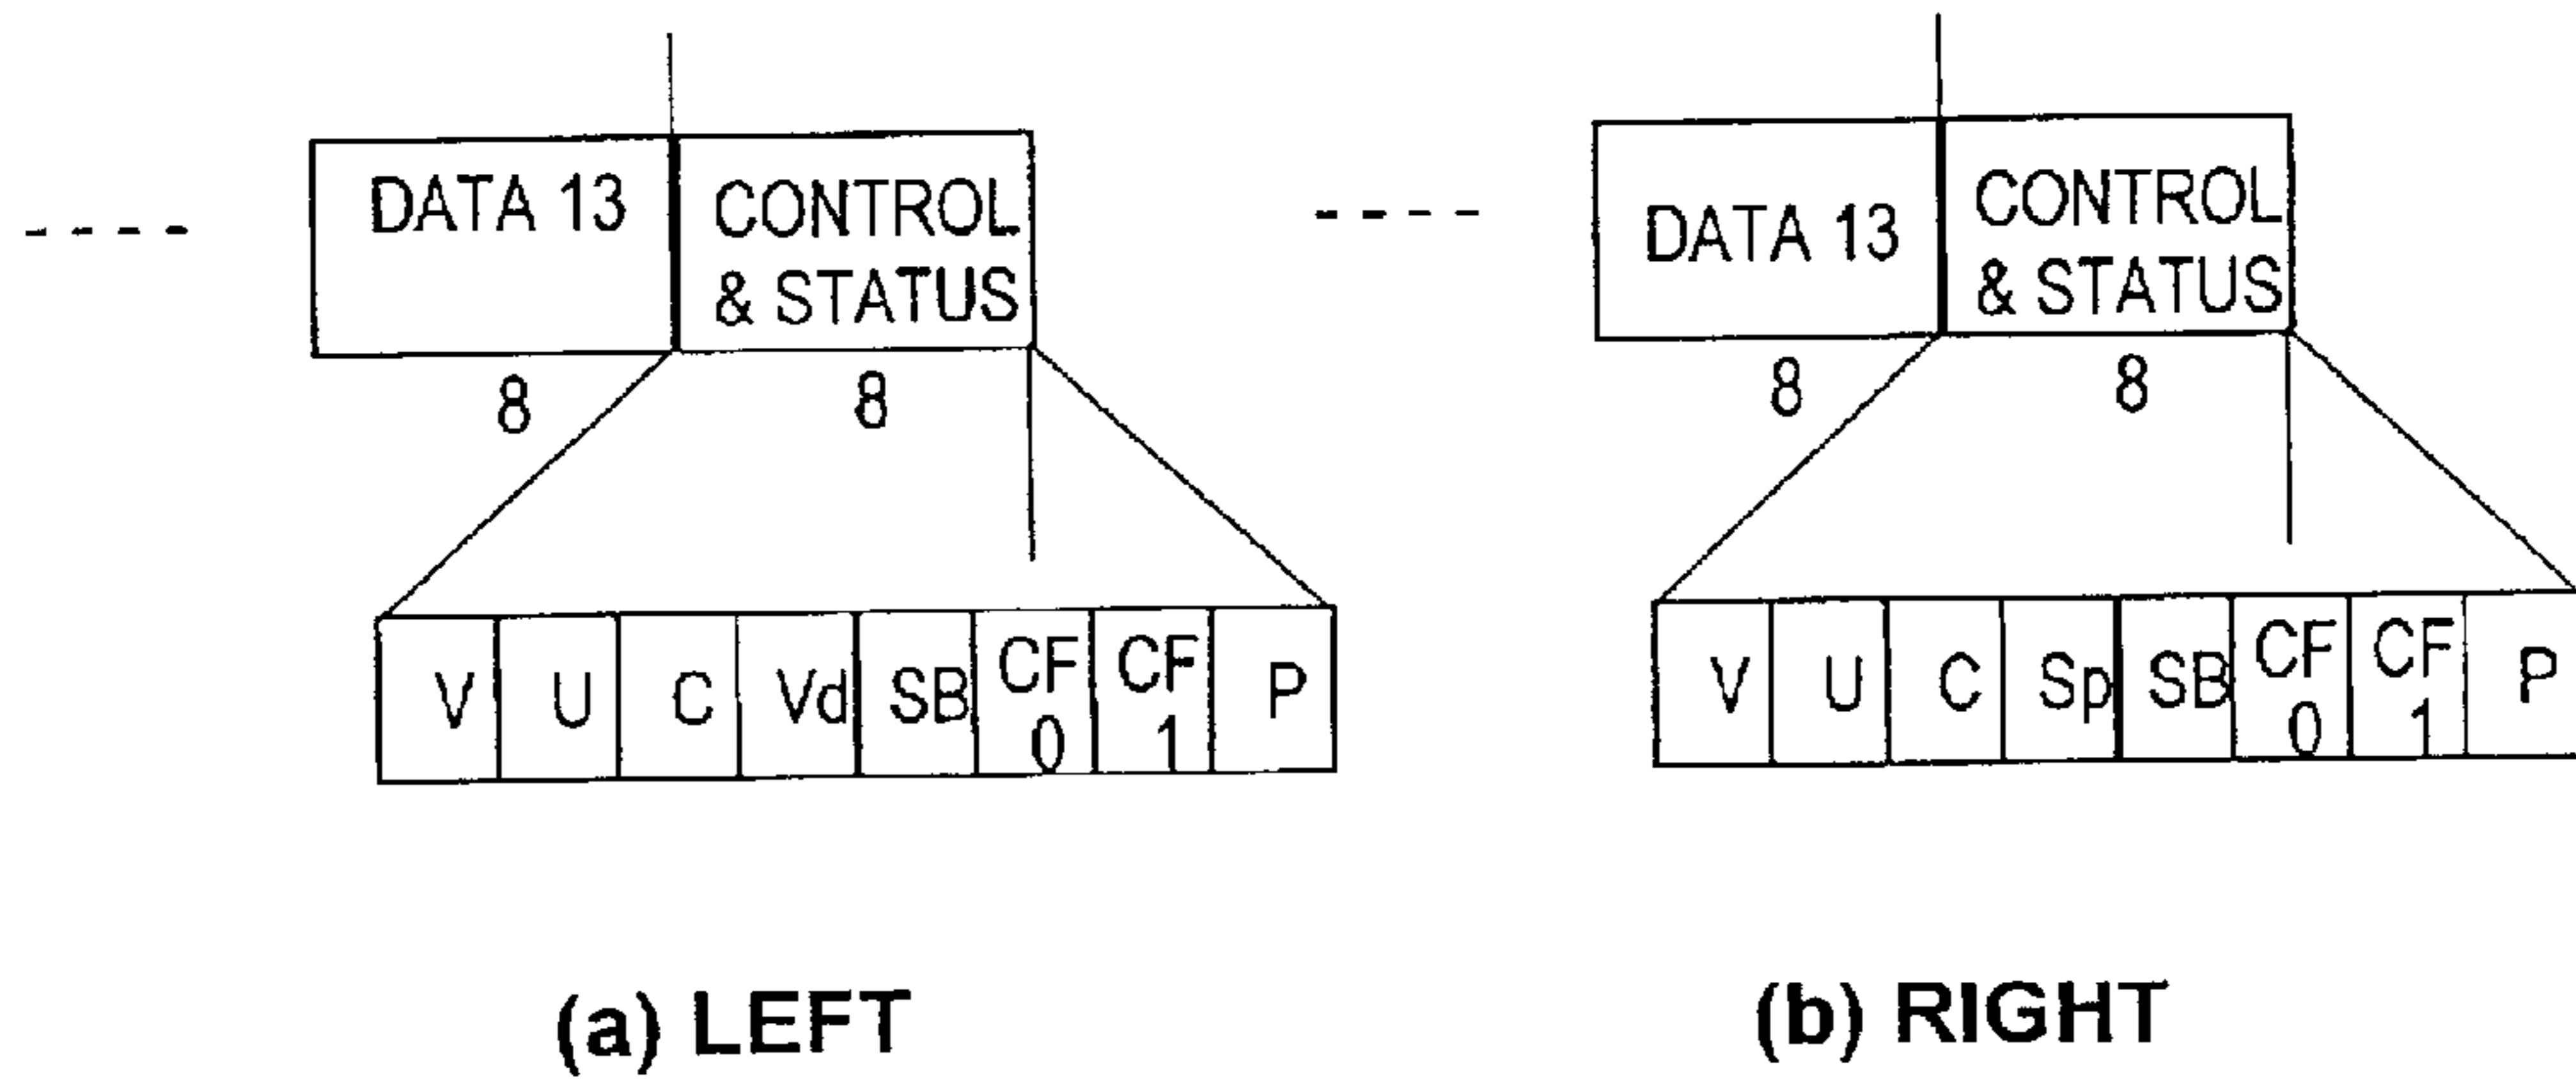 DATA 13
CONTROL
& STATUS
8
8
V U C Vd SB CF 0 CF 1 P
(a) LEFT
DATA 13
CONTROL
& STATUS
8
8
V U C Sp SB CF 0 CF 1 P
(b) RIGHT